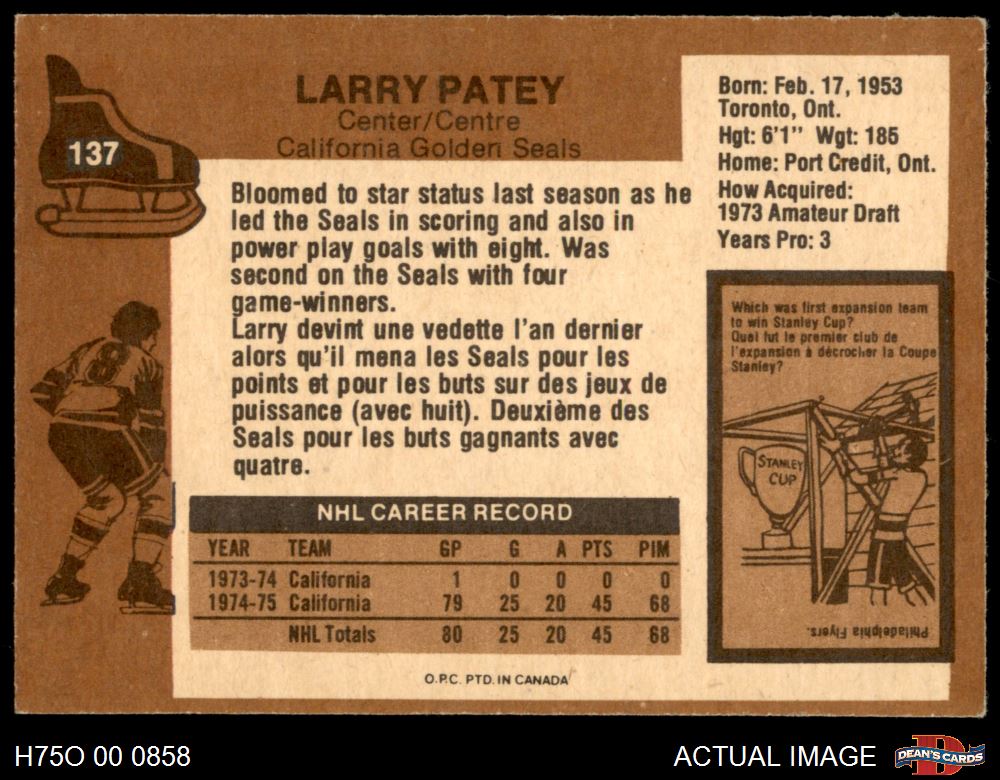 137
LARRY PATEY
Center/Centre
California Golden Seals
Born: Feb. 17, 1953
Toronto, Ont.
Hgt: 6'1" Wgt: 185
Home: Port Credit, Ont.
How Acquired:
1973 Amateur Draft
Years Pro: 3
Bloomed to star status last season as he
led the Seals in scoring and also in
power play goals with eight. Was
second on the Seals with four
game-winners.
Larry devint une vedette l'an dernier
alors qu'il mena les Seals pour les
points et pour les buts sur des jeux de
puissance (avec huit). Deuxième des
Seals pour les buts gagnants avec
quatre.
8
Which was first expansion team
to win Stanley Cup?
Quel fut le premier club de
l'expansion à décrocher la Coupe
Stanley?
STANLEY
CUP
Philadelphia Flyers.
NHL CAREER RECORD
YEAR TEAM GP G A PTS PIM
1973-74 California 1 0 0 0 0
1974-75 California 79 25 20 45 68
NHL Totals 80 25 20 45 68
O.P.C. PTD. IN CANADA
H75O 00 0858
ACTUAL IMAGE
D
DEAN'S CARDS